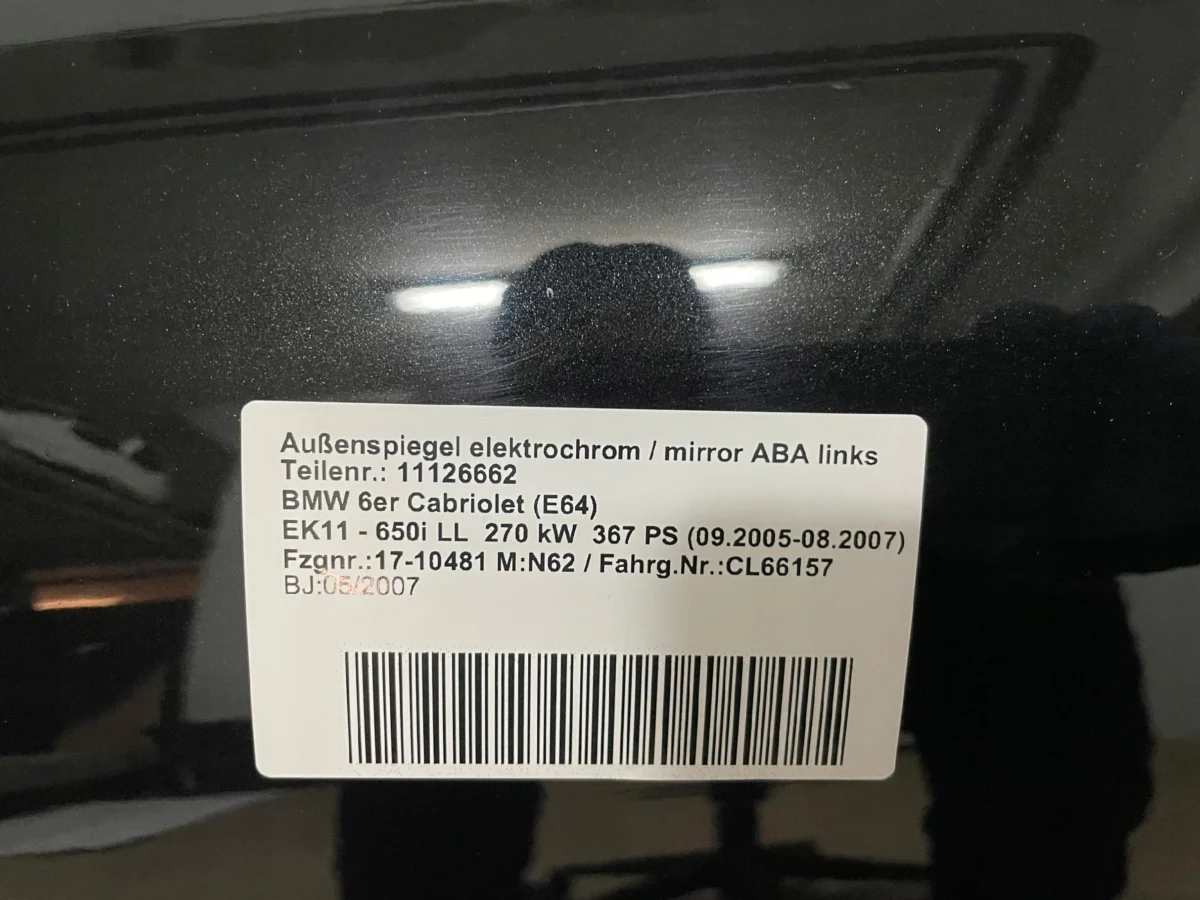 Außenspiegel elektrochrom / mirror ABA links
Teilenr.: 11126662
BMW 6er Cabriolet (E64)
EK11 - 650i LL 270 kW 367 PS (09.2005-08.2007)
Fzgnr.:17-10481 M:N62 / Fahrg.Nr.:CL66157
BJ:05/2007